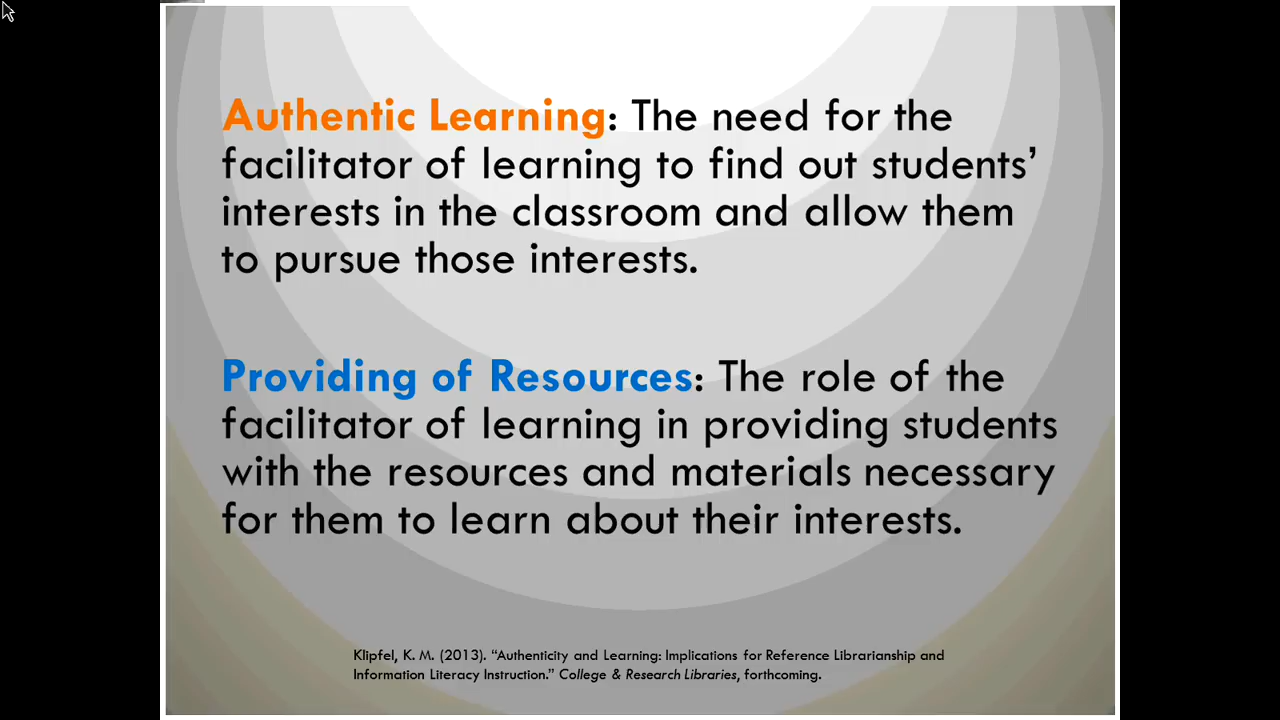 Authentic Learning: The need for the
facilitator of learning to find out students’
interests in the classroom and allow them
to pursue those interests.
Providing of Resources: The role of the
facilitator of learning in providing students
with the resources and materials necessary
for them to learn about their interests.
Klipfel, K. M. (2013). “Authenticity and Learning: Implications for Reference Librarianship and
Information Literacy Instruction.” College & Research Libraries, forthcoming.